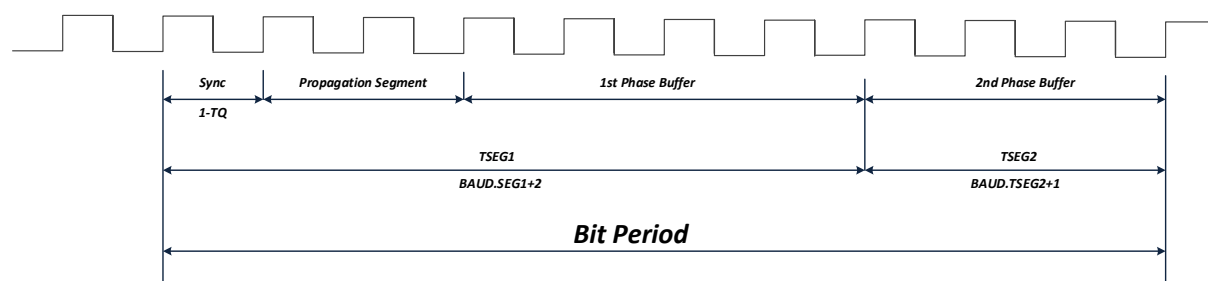 Sync
Propagation Segment
1st Phase Buffer
2nd Phase Buffer
1-TQ
TSEG1
TSEG2
BAUD.SEG1+2
BAUD.TSEG2+1
Bit Period